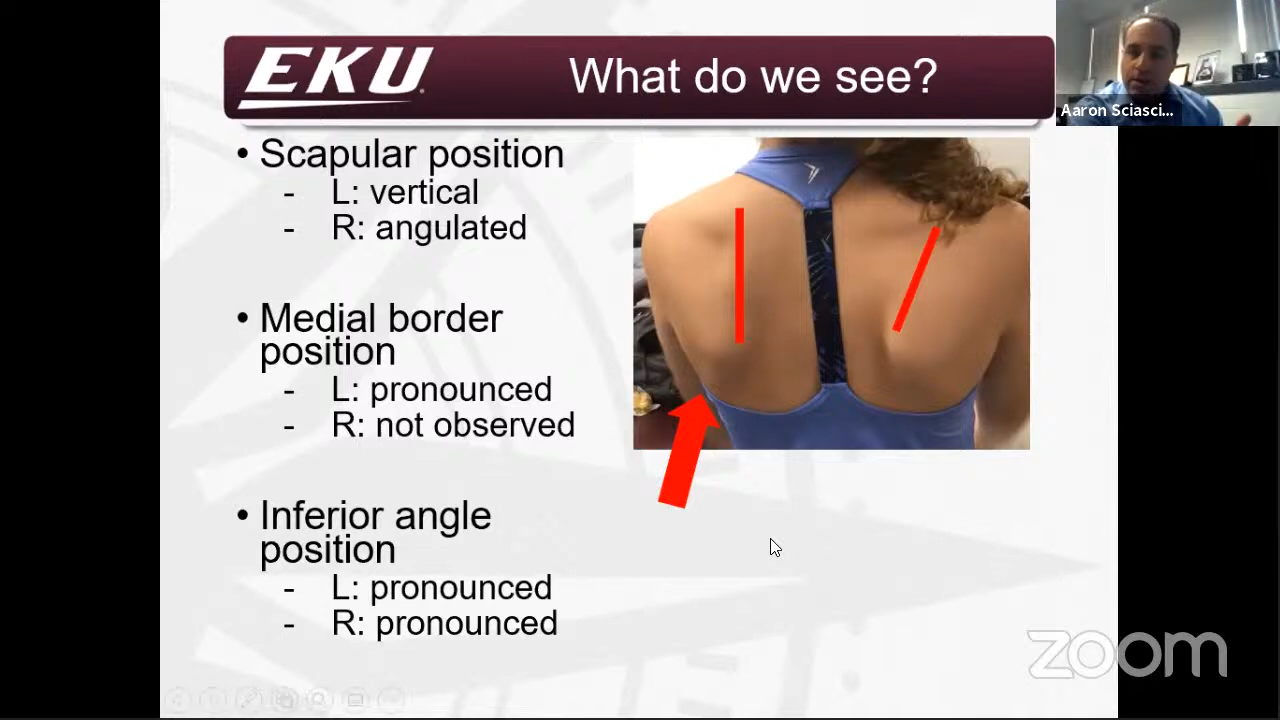 EKU
What do we see?
Aaron Sciasci...
• Scapular position
- L: vertical
- R: angulated
• Medial border
position
- L: pronounced
- R: not observed
• Inferior angle
position
- L: pronounced
- R: pronounced
zoom